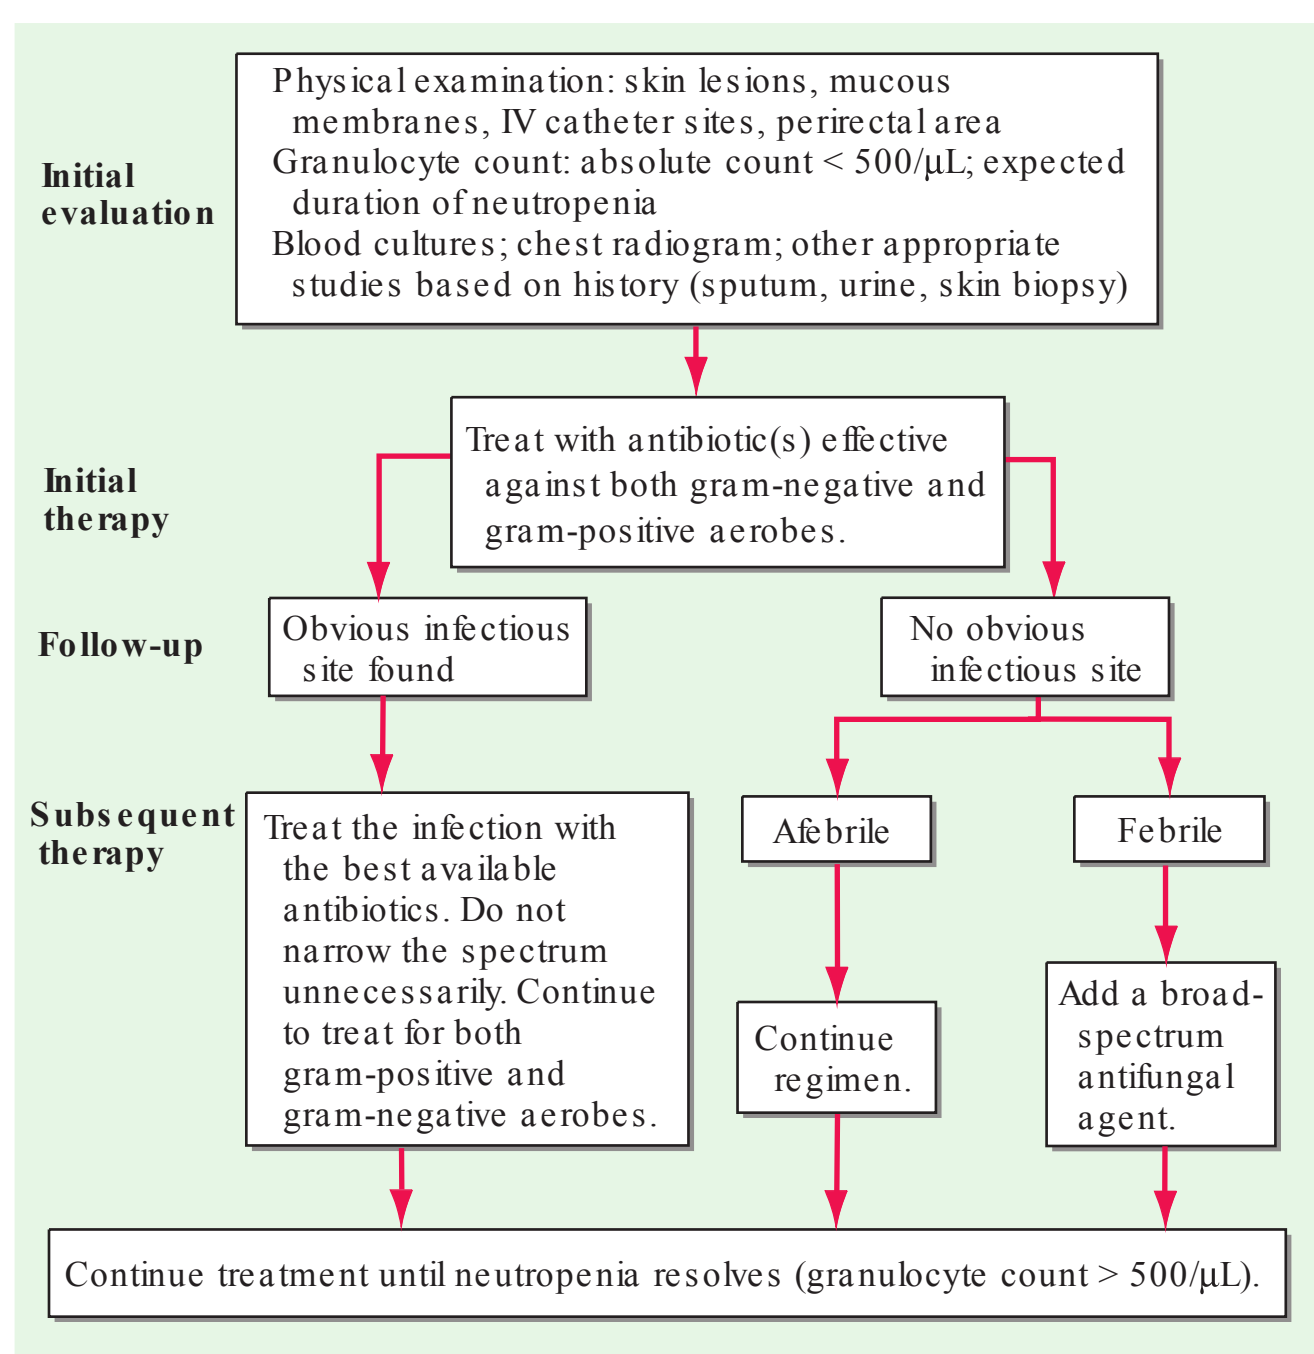 Initial
evaluation
Physical examination: skin lesions, mucous
membranes, IV catheter sites, perirectal area
Granulocyte count: absolute count < 500/μL; expected
duration of neutropenia
Blood cultures; chest radiogram; other appropriate
studies based on history (sputum, urine, skin biopsy)
Initial
therapy
Treat with antibiotic(s) effective
against both gram-negative and
gram-positive aerobes.
Follow-up
Obvious infectious
site found
No obvious
infectious site
Subsequent
therapy
Treat the infection with
the best available
antibiotics. Do not
narrow the spectrum
unnecessarily. Continue
to treat for both
gram-positive and
gram-negative aerobes.
Afebrile
Febrile
Continue
regimen.
Add a broad-
spectrum
antifungal
agent.
Continue treatment until neutropenia resolves (granulocyte count > 500/μL).